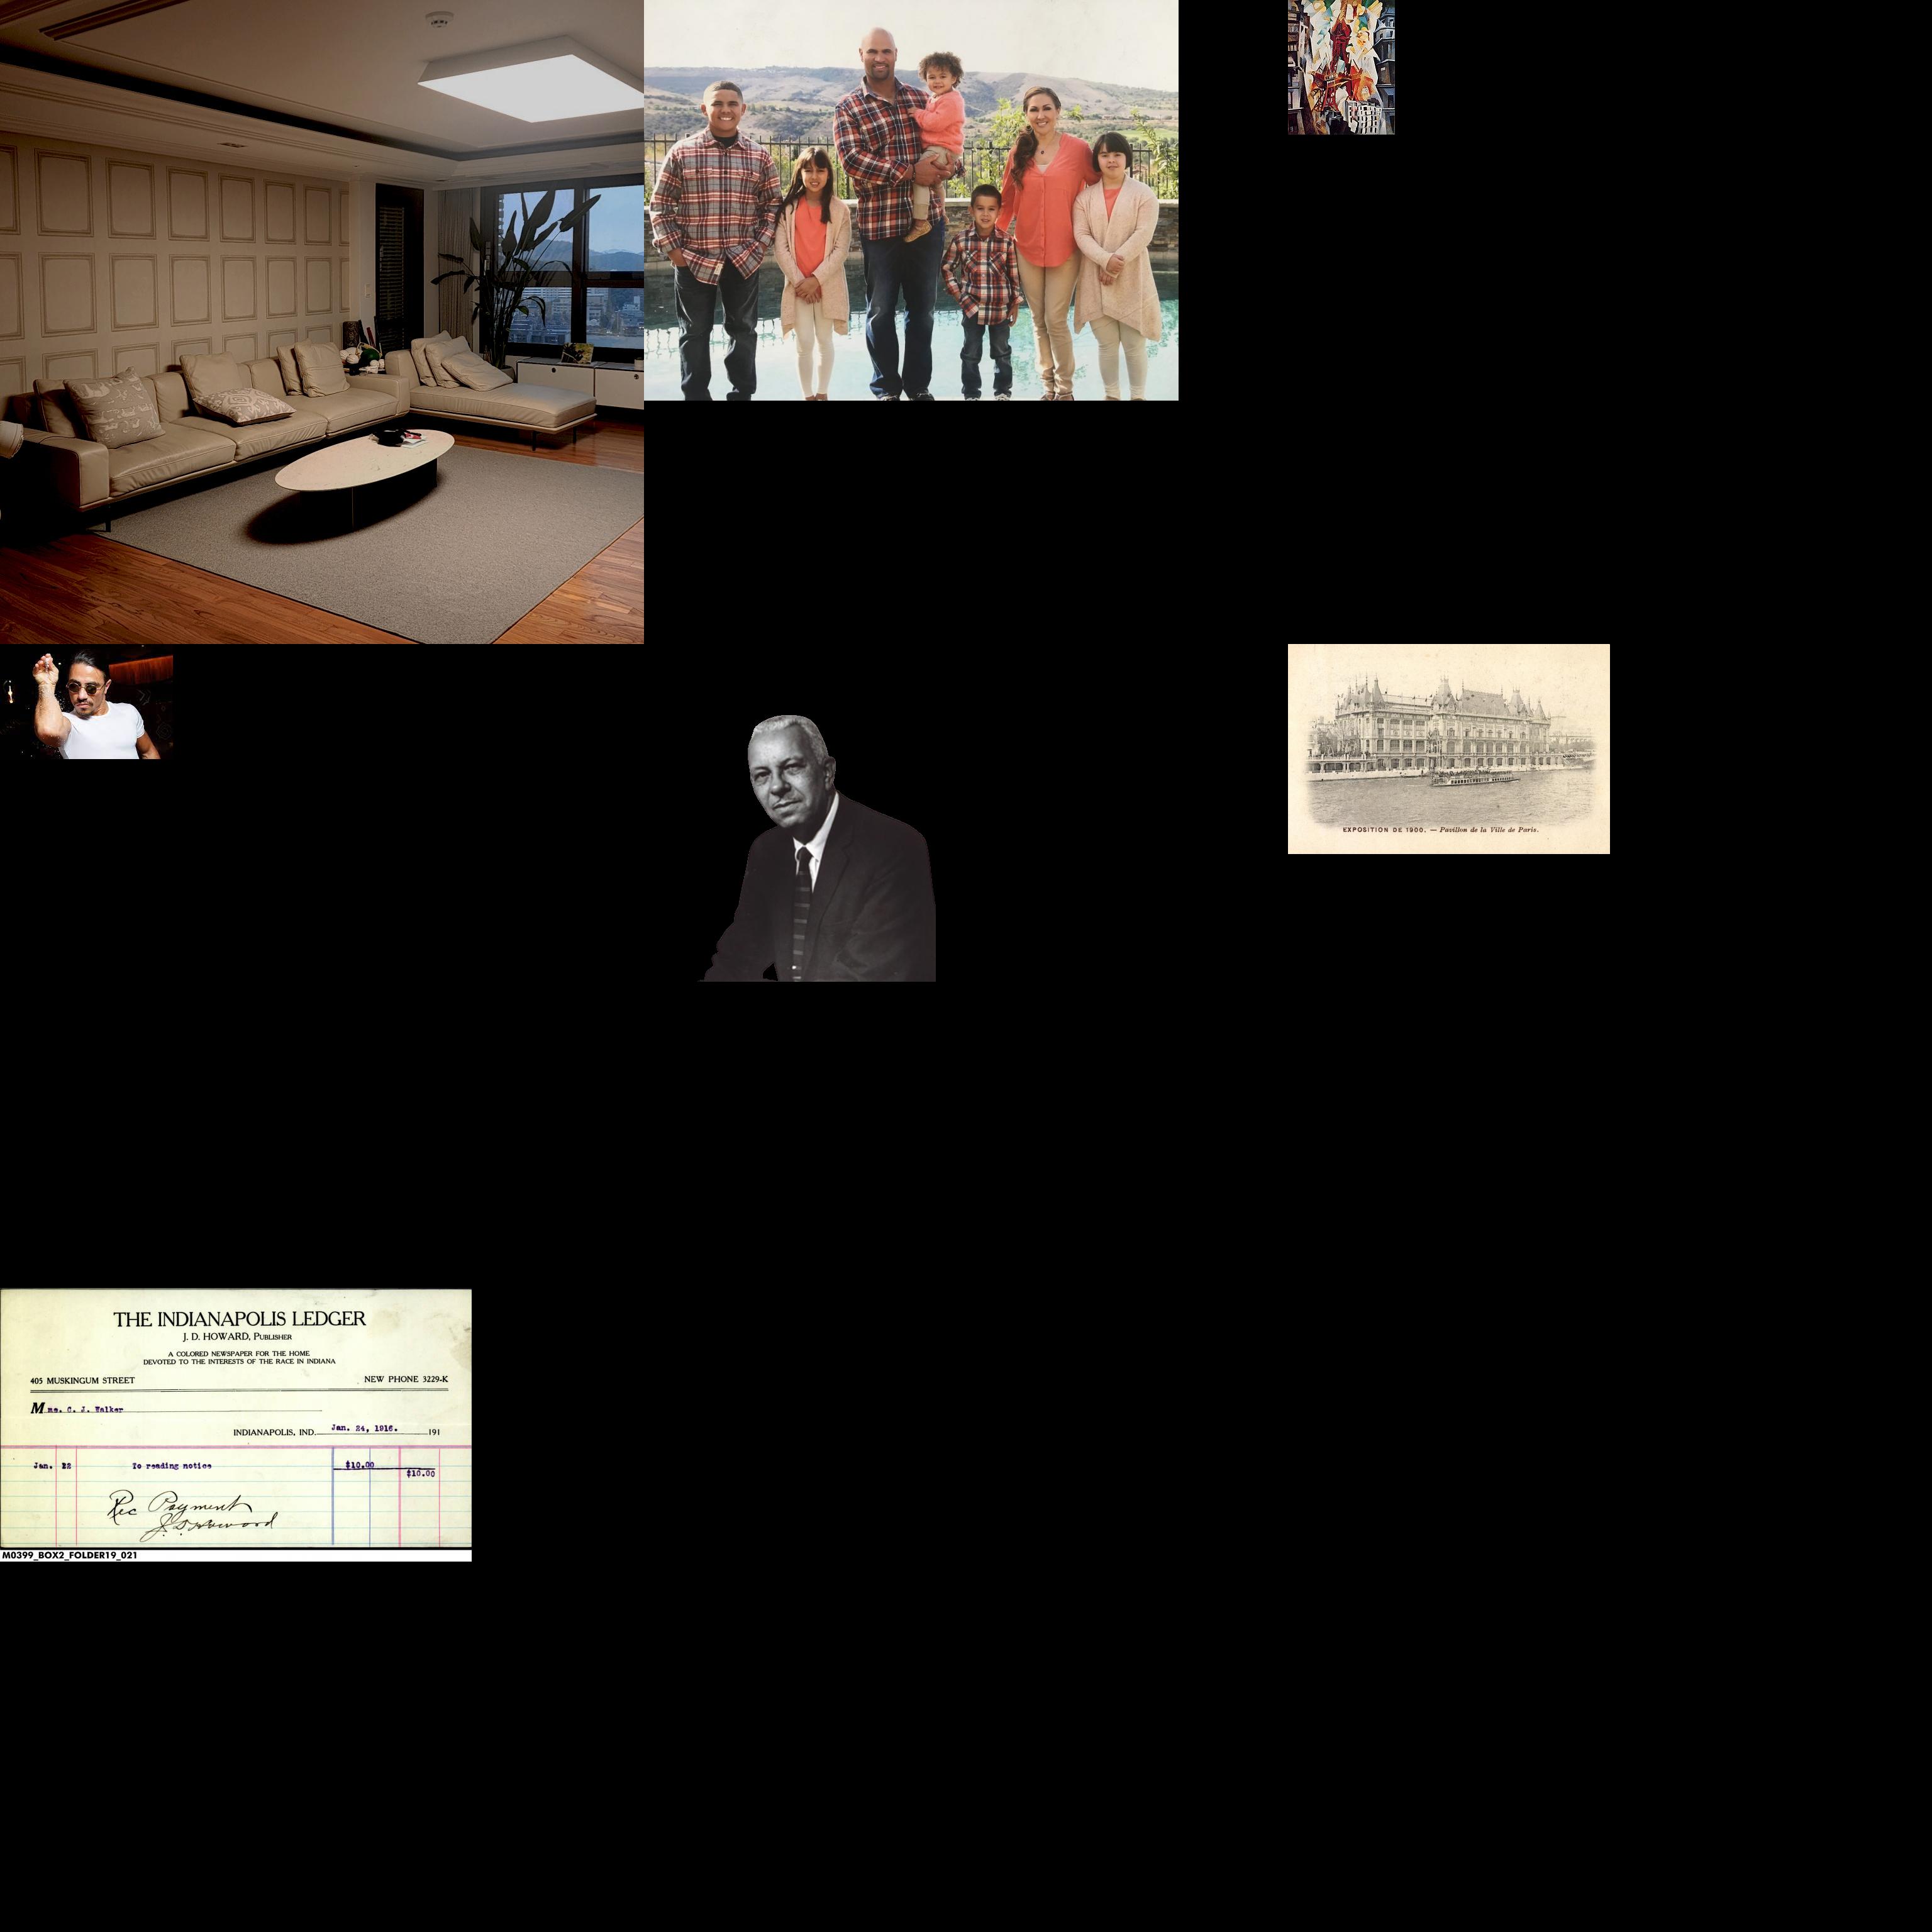 EXPOSITION DE 1900. — Pavillon de la Ville de Paris.
THE INDIANAPOLIS LEDGER
J. D. HOWARD, PUBLISHER
A COLORED NEWSPAPER FOR THE HOME
DEVOTED TO THE INTERESTS OF THE RACE IN INDIANA
405 MUSKINGUM STREET NEW PHONE 3229-K
Mme. C. J. Walker
INDIANAPOLIS, IND. Jan. 24, 1916. 191
Jan. 22 To reading notice $10.00
$10.00
Rec Payment
J. D. Howard
M0399_BOX2_FOLDER19_021